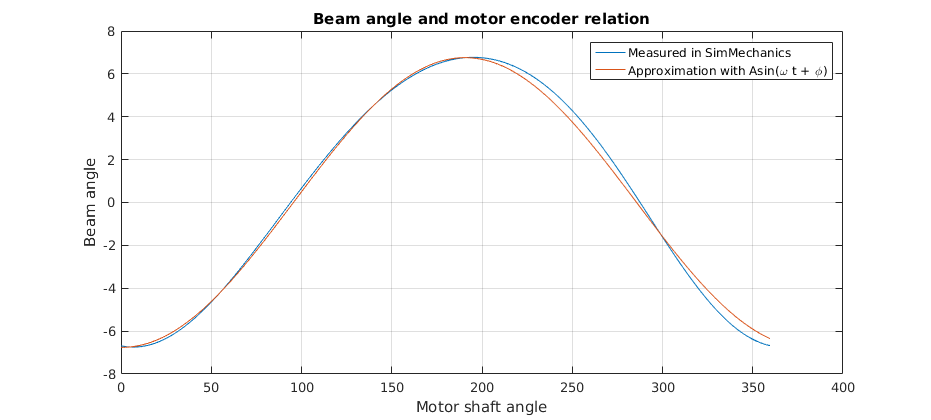 Beam angle and motor encoder relation
8
6
4
2
0
-2
-4
-6
-8
Beam angle
Measured in SimMechanics
Approximation with Asin(ω t + ϕ)
0 50 100 150 200 250 300 350 400
Motor shaft angle